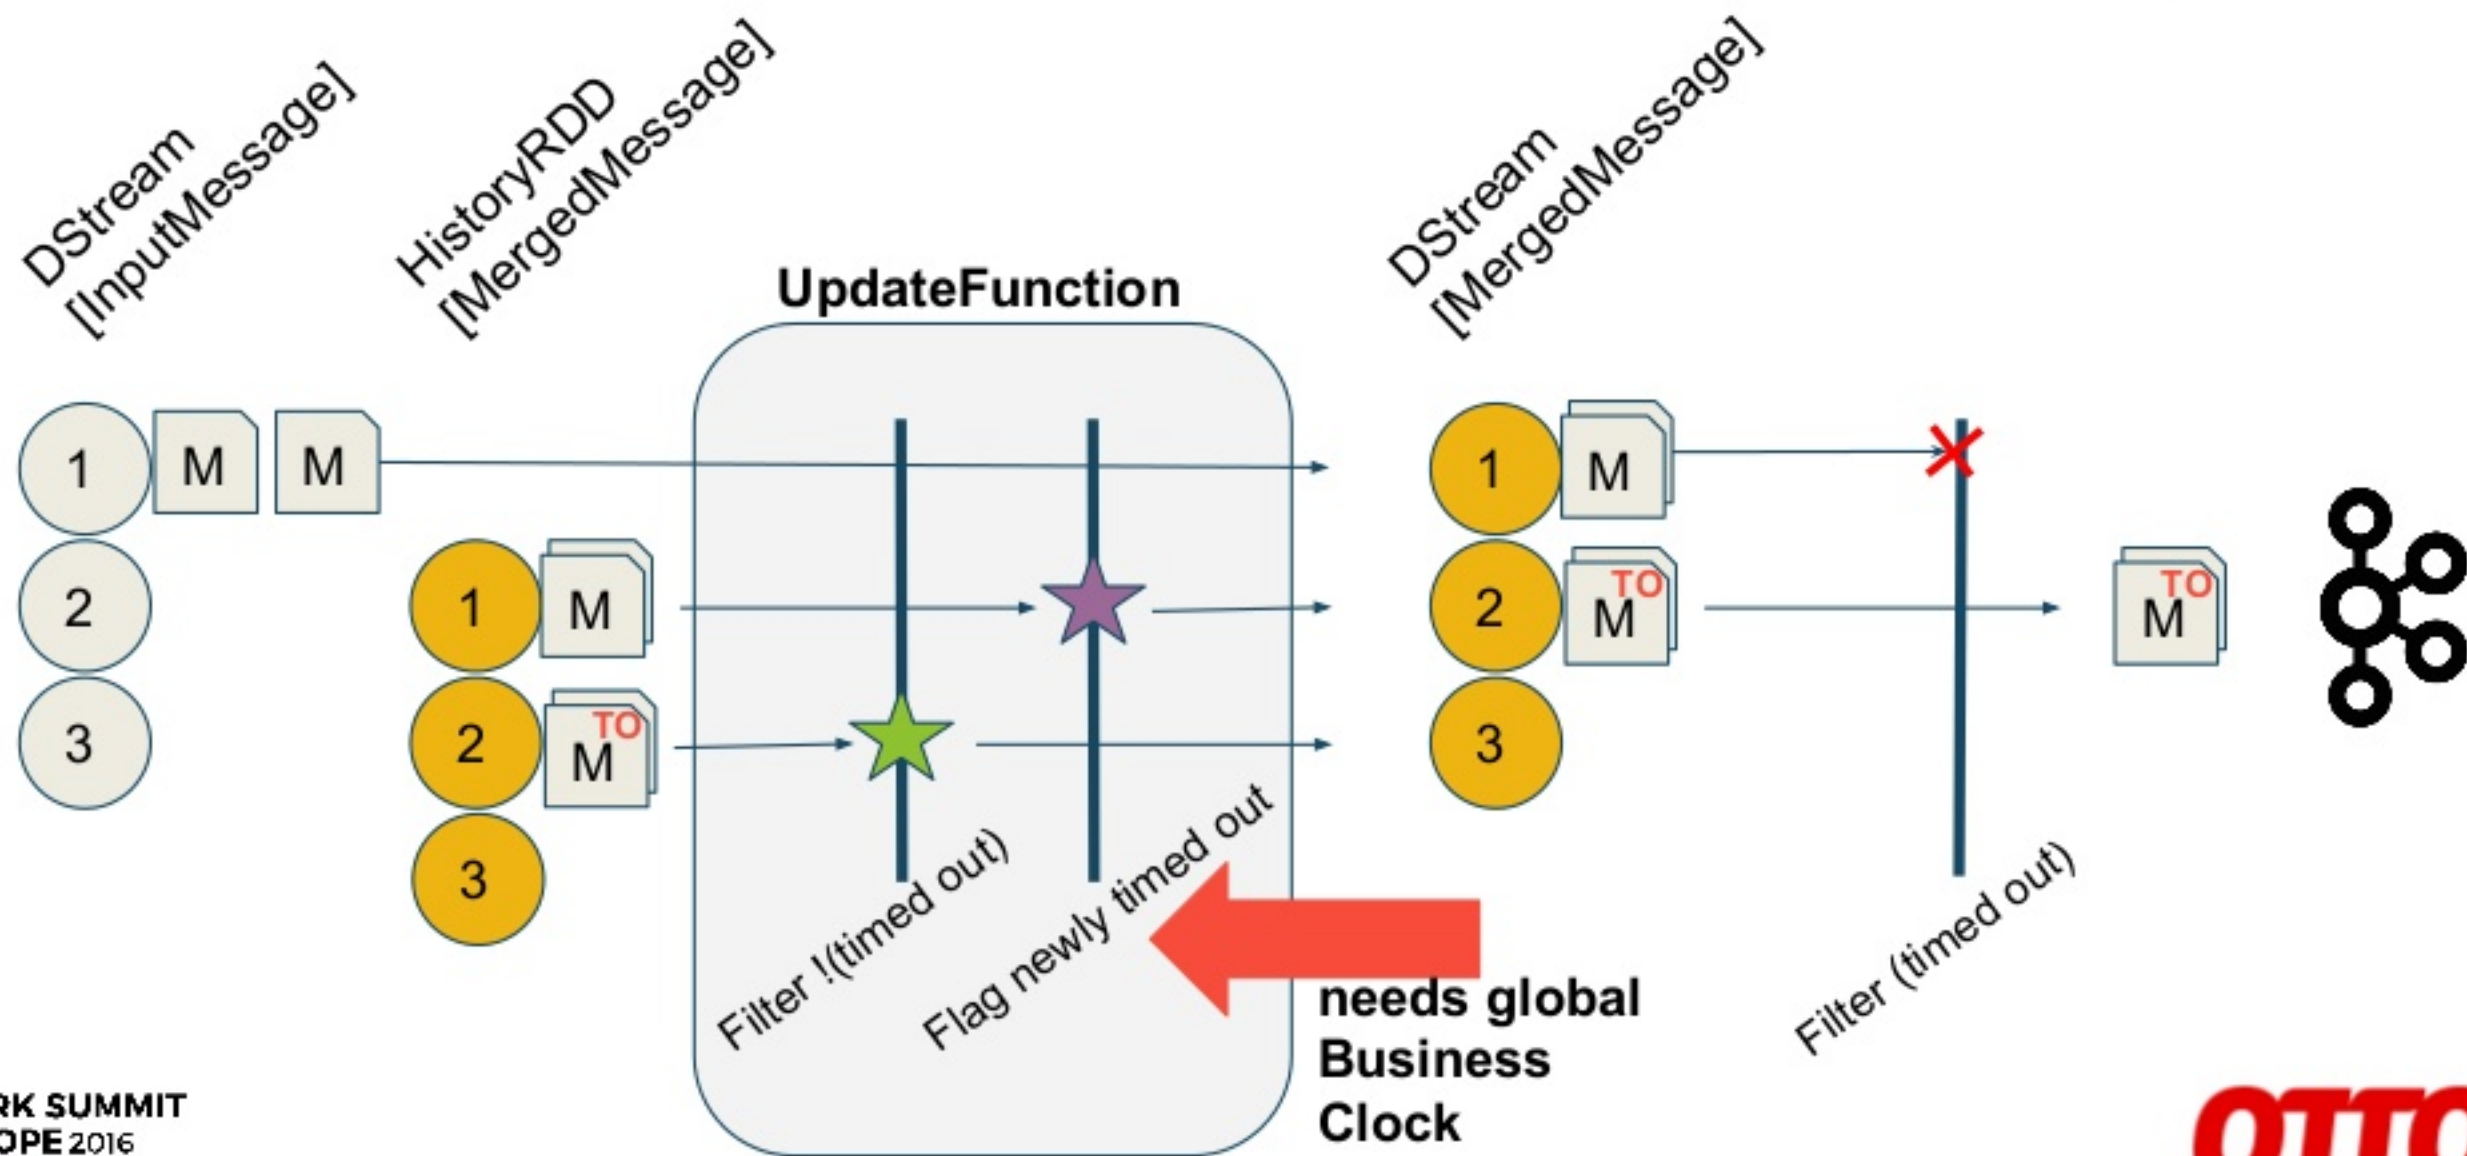 DStream
[InputMessage]
HistoryRDD
[MergedMessage]
UpdateFunction
DStream
[MergedMessage]
1 M M
2
3
1 M
2 TO
M
3
1 M
2 TO
M
3
TO
M
Filter !(timed out)
Flag newly timed out
Filter (timed out)
needs global
Business
Clock
RK SUMMIT
OPE 2016
OTTO